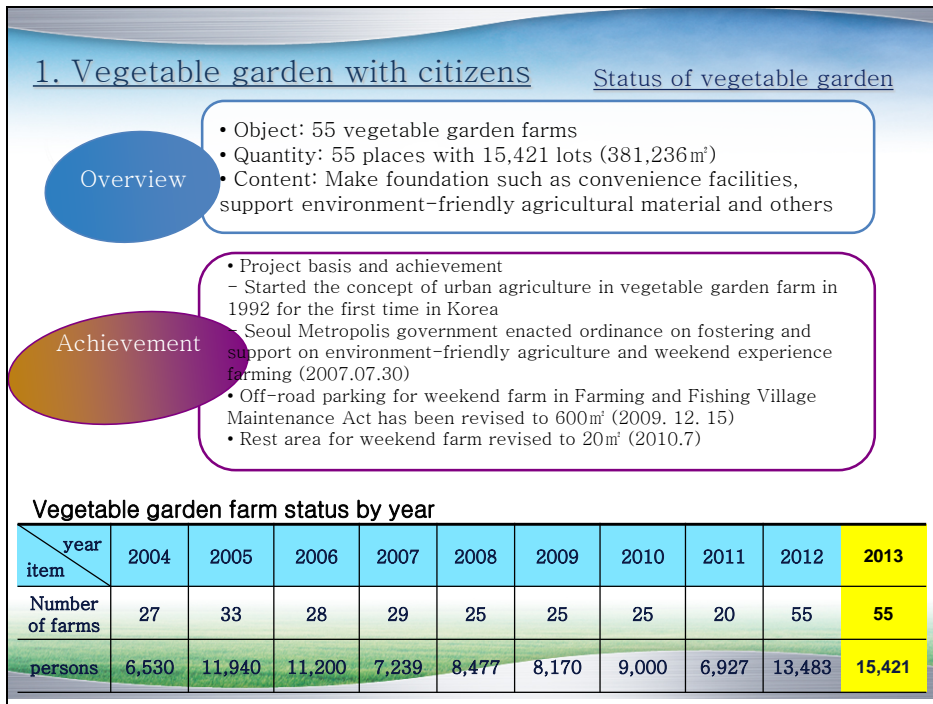 1. Vegetable garden with citizens
Status of vegetable garden
Overview
• Object: 55 vegetable garden farms
• Quantity: 55 places with 15,421 lots (381,236㎡)
• Content: Make foundation such as convenience facilities,
support environment-friendly agricultural material and others
Achievement
• Project basis and achievement
- Started the concept of urban agriculture in vegetable garden farm in
1992 for the first time in Korea
- Seoul Metropolis government enacted ordinance on fostering and
support on environment-friendly agriculture and weekend experience
farming (2007.07.30)
• Off-road parking for weekend farm in Farming and Fishing Village
Maintenance Act has been revised to 600㎡ (2009. 12. 15)
• Rest area for weekend farm revised to 20㎡ (2010.7)
Vegetable garden farm status by year
year item 2004 2005 2006 2007 2008 2009 2010 2011 2012 2013
Number of farms 27 33 28 29 25 25 25 20 55 55
persons 6,530 11,940 11,200 7,239 8,477 8,170 9,000 6,927 13,483 15,421